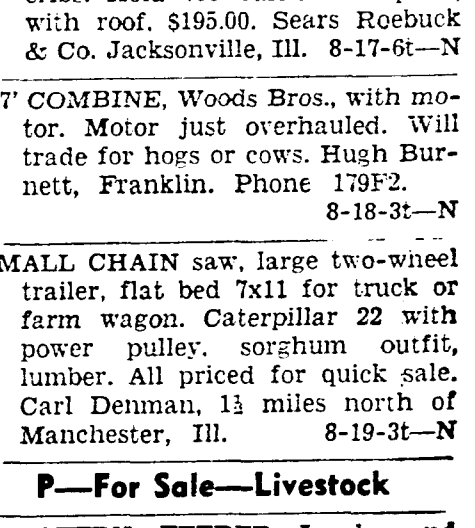 with roof. $195.00. Sears Roebuck
& Co. Jacksonville, Ill. 8-17-6t—N
7' COMBINE, Woods Bros., with mo-
tor. Motor just overhauled. Will
trade for hogs or cows. Hugh Bur-
nett, Franklin. Phone 179F2.
8-18-3t—N
MALL CHAIN saw, large two-wheel
trailer, flat bed 7x11 for truck or
farm wagon. Caterpillar 22 with
power pulley. sorghum outfit,
lumber. All priced for quick sale.
Carl Denman, 1½ miles north of
Manchester, Ill. 8-19-3t—N
P—For Sale—Livestock